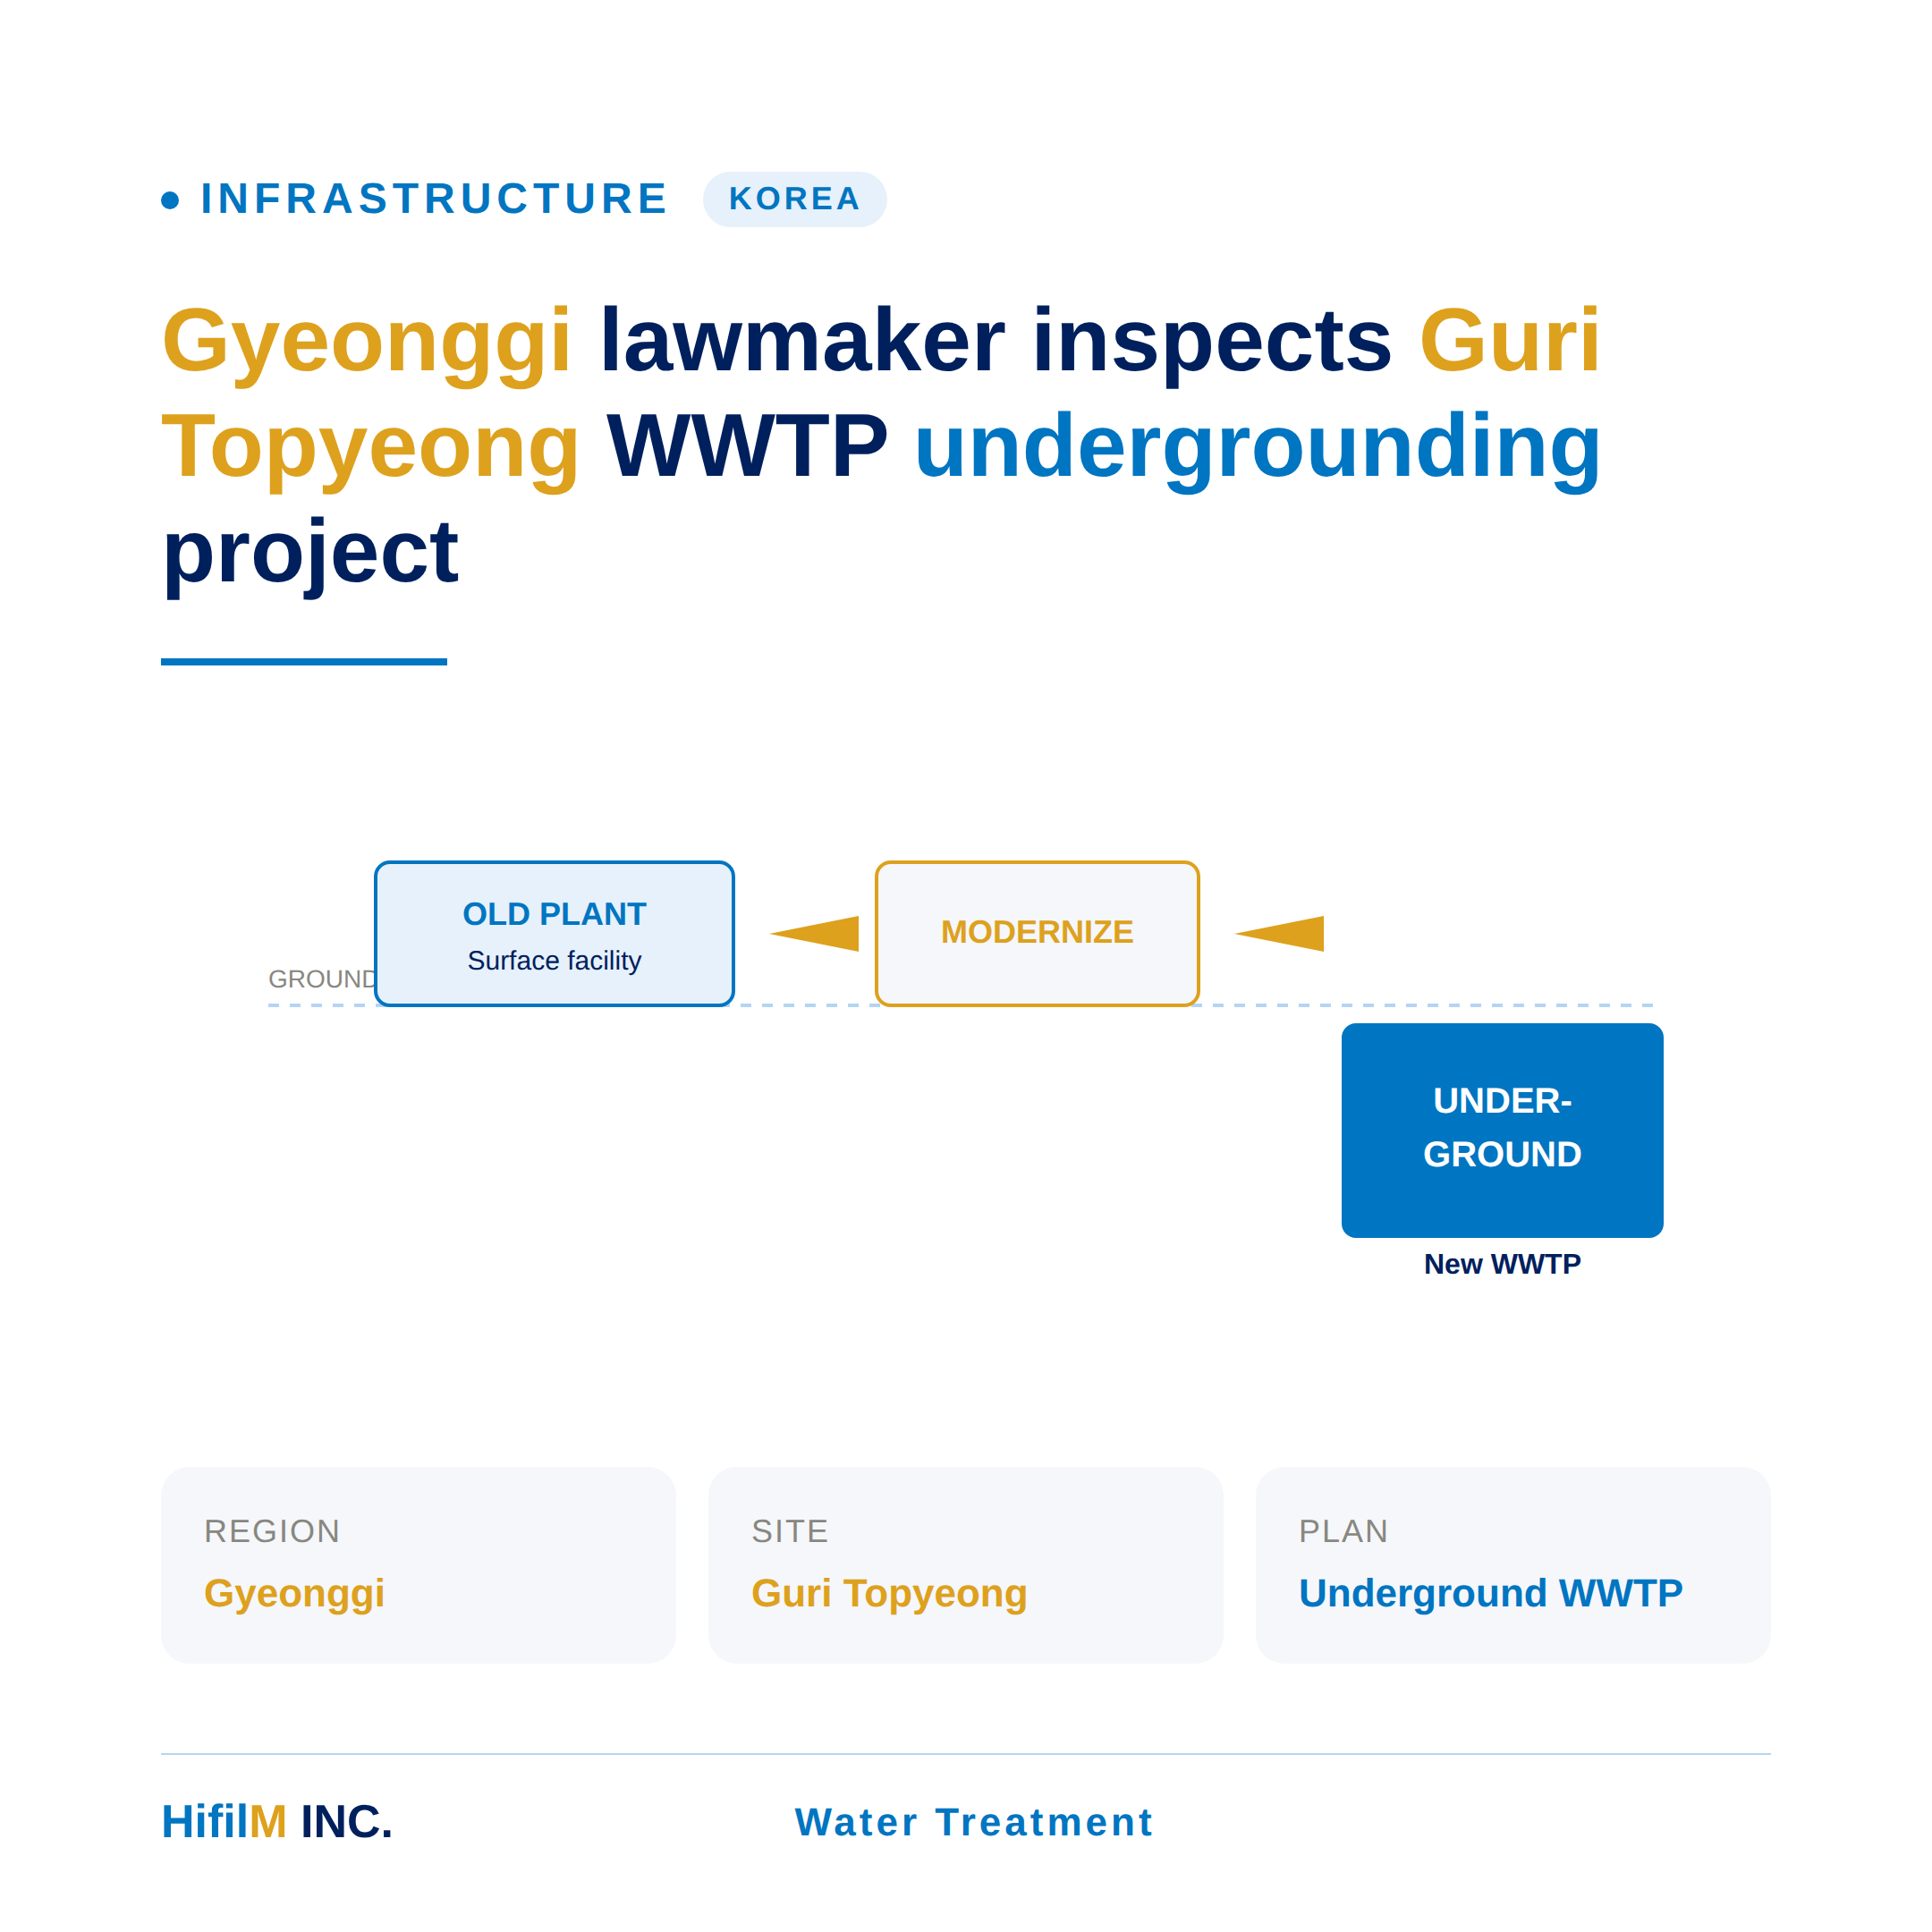 INFRASTRUCTURE KOREA
Gyeonggi lawmaker inspects Guri
Topyeong WWTP undergrounding
project
OLD PLANT
Surface facility
MODERNIZE
GROUND
UNDER-
GROUND
New WWTP
REGION
Gyeonggi
SITE
Guri Topyeong
PLAN
Underground WWTP
HifilM INC.
Water Treatment